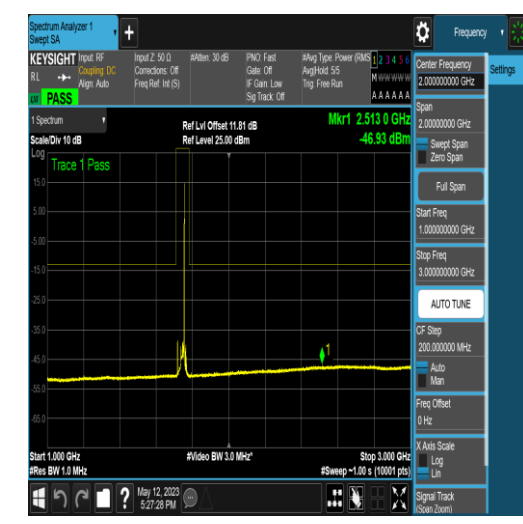 Spectrum Analyzer 1
Swept SA
+
Frequency
KEYSIGHT
RL
PASS
Input: RF
Coupling: DC
Align: Auto
Input Z: 50 Ω
Corrections: Off
Freq Ref: Int (S)
#Atten: 30 dB
PNO: Fast
Gate: Off
IF Gain: Low
Sig Track: Off
#Avg Type: Power (RMS
Avg|Hold: 5/5
Trig: Free Run
1 2 3 4 5 6
M W W W W W
A A A A A A
Center Frequency
2.000000000 GHz
Settings
Span
2.00000000 GHz
Swept Span
Zero Span
Full Span
Start Freq
1.000000000 GHz
Stop Freq
3.000000000 GHz
AUTO TUNE
CF Step
200.000000 MHz
Auto
Man
Freq Offset
0 Hz
X Axis Scale
Log
Lin
Signal Track
(Span Zoom)
1 Spectrum
Scale/Div 10 dB
Ref Lvl Offset 11.81 dB
Ref Level 25.00 dBm
Mkr1 2.513 0 GHz
-46.93 dBm
Log
Trace 1 Pass
15.0
5.00
-5.00
-15.0
-25.0
-35.0
-45.0
-55.0
-65.0
1
Start 1.000 GHz
#Res BW 1.0 MHz
#Video BW 3.0 MHz*
Stop 3.000 GHz
#Sweep ~1.00 s (10001 pts)
?
May 12, 2023
5:27:28 PM